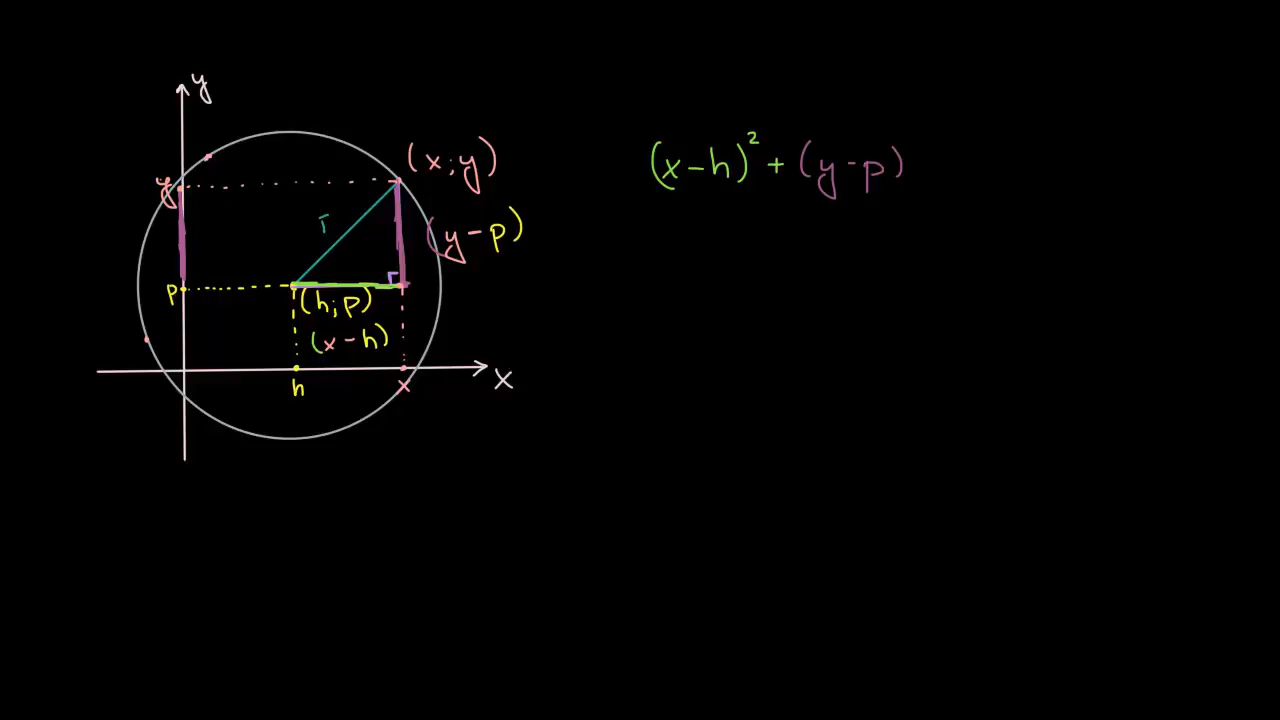 y
(x;y)
(x-h)² + (y-p)
y
r
(y-p)
p
(h;p)
(x-h)
h
x
x